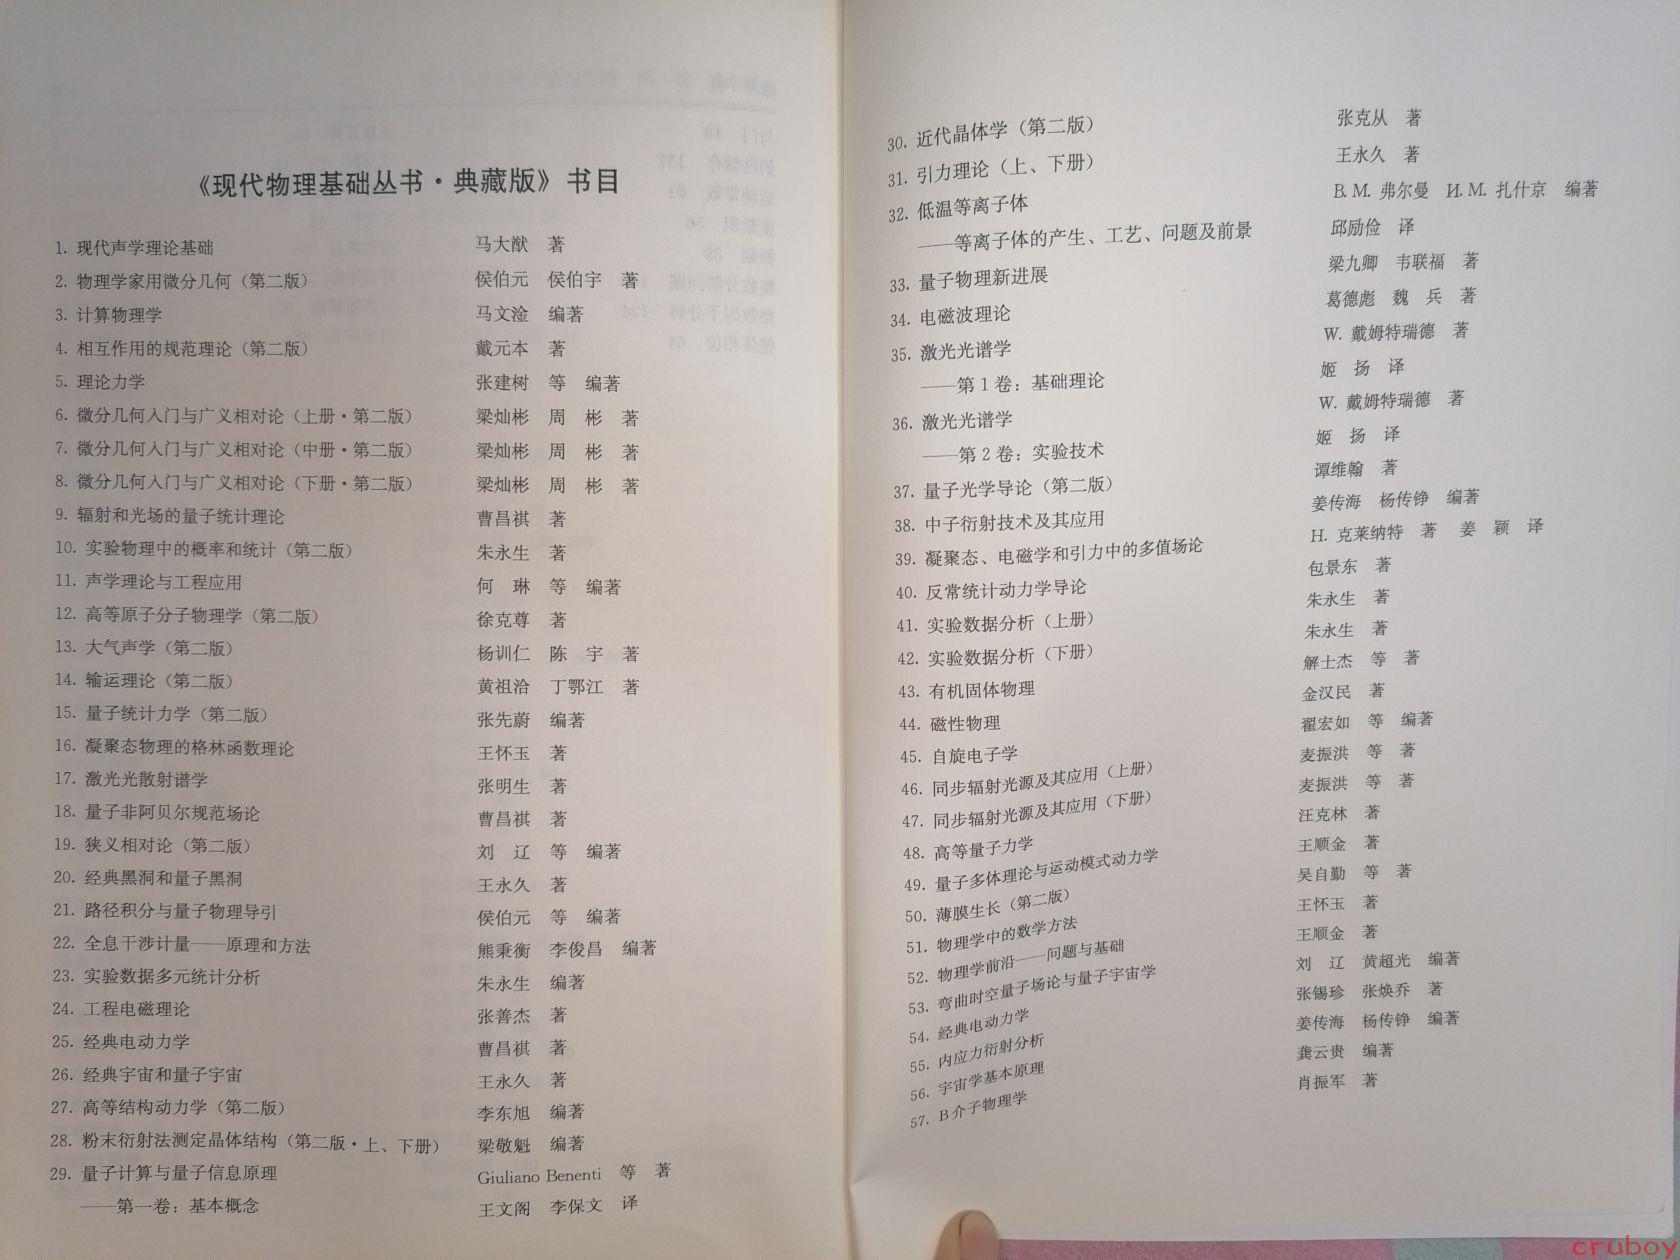 《现代物理基础丛书·典藏版》书目
1. 现代声学理论基础 马大猷 著
2. 物理学家用微分几何（第二版） 侯伯元 侯伯宇 著
3. 计算物理学 马文淦 编著
4. 相互作用的规范理论（第二版） 戴元本 著
5. 理论力学 张建树 等 编著
6. 微分几何入门与广义相对论（上册·第二版） 梁灿彬 周 彬 著
7. 微分几何入门与广义相对论（中册·第二版） 梁灿彬 周 彬 著
8. 微分几何入门与广义相对论（下册·第二版） 梁灿彬 周 彬 著
9. 辐射和光场的量子统计理论 曹昌祺 著
10. 实验物理中的概率和统计（第二版） 朱永生 著
11. 声学理论与工程应用 何 琳 等 编著
12. 高等原子分子物理学（第二版） 徐克尊 著
13. 大气声学（第二版） 杨训仁 陈 宇 著
14. 输运理论（第二版） 黄祖洽 丁鄂江 著
15. 量子统计力学（第二版） 张先蔚 编著
16. 凝聚态物理的格林函数理论 王怀玉 著
17. 激光光散射谱学 张明生 著
18. 量子非阿贝尔规范场论 曹昌祺 著
19. 狭义相对论（第二版） 刘 辽 等 编著
20. 经典黑洞和量子黑洞 王永久 著
21. 路径积分与量子物理导引 侯伯元 等 编著
22. 全息干涉计量——原理和方法 熊秉衡 李俊昌 编著
23. 实验数据多元统计分析 朱永生 编著
24. 工程电磁理论 张善杰 著
25. 经典电动力学 曹昌祺 著
26. 经典宇宙和量子宇宙 王永久 著
27. 高等结构动力学（第二版） 李东旭 编著
28. 粉末衍射法测定晶体结构（第二版·上、下册） 梁敬魁 编著
29. 量子计算与量子信息原理 Giuliano Benenti 等 著
——第一卷：基本概念 王文阁 李保文 译
30. 近代晶体学（第二版） 张克从 著
31. 引力理论（上、下册） 王永久 著
32. 低温等离子体 В. М. 弗尔曼 И. М. 扎什京 编著
——等离子体的产生、工艺、问题及前景 邱励俭 译
33. 量子物理新进展 梁九卿 韦联福 著
34. 电磁波理论 葛德彪 魏 兵 著
35. 激光光谱学 W. 戴姆特瑞德 著
——第1卷：基础理论 姬 扬 译
36. 激光光谱学 W. 戴姆特瑞德 著
——第2卷：实验技术 姬 扬 译
37. 量子光学导论（第二版） 谭维翰 著
38. 中子衍射技术及其应用 姜传海 杨传铮 编著
39. 凝聚态、电磁学和引力中的多值场论 H. 克莱纳特 著 姜 颖 译
40. 反常统计动力学导论 包景东 著
41. 实验数据分析（上册） 朱永生 著
42. 实验数据分析（下册） 朱永生 著
43. 有机固体物理 解士杰 等 著
44. 磁性物理 金汉民 著
45. 自旋电子学 翟宏如 等 编著
46. 同步辐射光源及其应用（上册） 麦振洪 等 著
47. 同步辐射光源及其应用（下册） 麦振洪 等 著
48. 高等量子力学 汪克林 著
49. 量子多体理论与运动模式动力学 王顺金 著
50. 薄膜生长（第二版） 吴自勤 等 著
51. 物理学中的数学方法 王怀玉 著
52. 物理学前沿——问题与基础 王顺金 著
53. 弯曲时空量子场论与量子宇宙学 刘 辽 黄超光 编著
54. 经典电动力学 张锡珍 张焕乔 著
55. 内应力衍射分析 姜传海 杨传铮 编著
56. 宇宙学基本原理 龚云贵 编著
57. B介子物理学 肖振军 著
cruboy